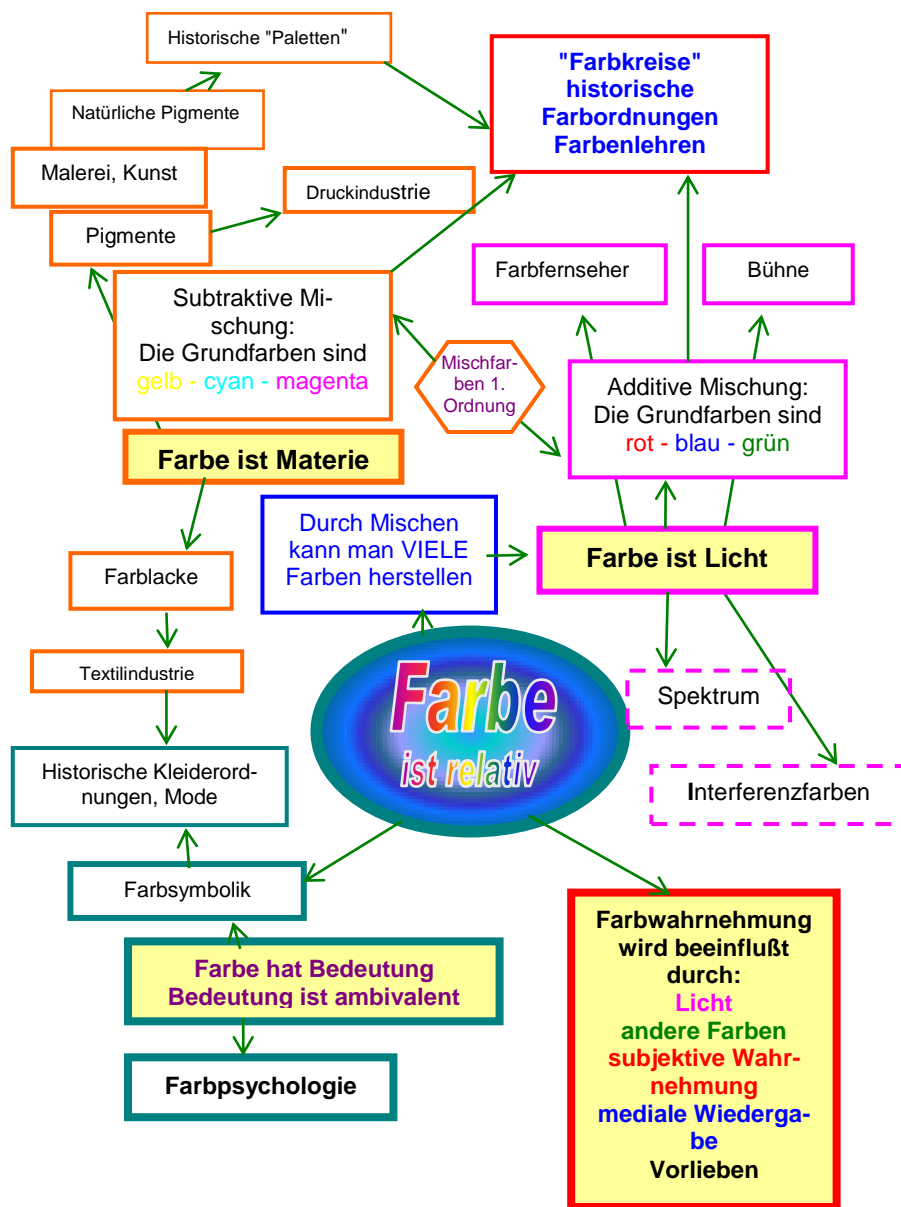 Historische "Paletten"
"Farbkreise"
historische
Farbordnungen
Farbenlehren
Natürliche Pigmente
Malerei, Kunst
Druckindustrie
Pigmente
Farbfernseher
Bühne
Subtraktive Mi-
schung:
Die Grundfarben sind
gelb - cyan - magenta
Mischfar-
ben 1.
Ordnung
Additive Mischung:
Die Grundfarben sind
rot - blau - grün
Farbe ist Materie
Durch Mischen
kann man VIELE
Farben herstellen
Farbe ist Licht
Farblacke
Textilindustrie
Farbe
ist relativ
Spektrum
Interferenzfarben
Historische Kleiderord-
nungen, Mode
Farbsymbolik
Farbe hat Bedeutung
Bedeutung ist ambivalent
Farbpsychologie
Farbwahrnehmung
wird beeinflußt
durch:
Licht
andere Farben
subjektive Wahr-
nehmung
mediale Wiederga-
be
Vorlieben